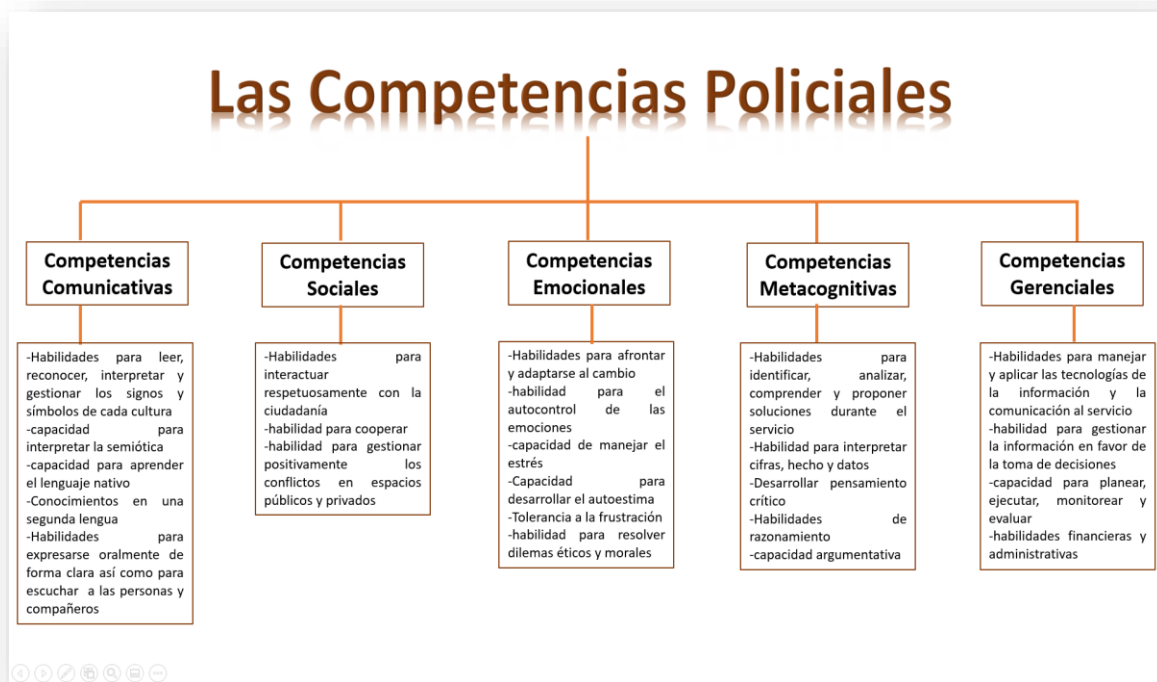 Las Competencias Policiales
Competencias
Comunicativas
-Habilidades para leer,
reconocer, interpretar y
gestionar los signos y
símbolos de cada cultura
-capacidad para
interpretar la semiótica
-capacidad para aprender
el lenguaje nativo
-Conocimientos en una
segunda lengua
-Habilidades para
expresarse oralmente de
forma clara así como para
escuchar a las personas y
compañeros
Competencias
Sociales
-Habilidades para
interactuar
respetuosamente con la
ciudadanía
-habilidad para cooperar
-habilidad para gestionar
positivamente los
conflictos en espacios
públicos y privados
Competencias
Emocionales
-Habilidades para afrontar
y adaptarse al cambio
-habilidad para el
autocontrol de las
emociones
-capacidad de manejar el
estrés
-Capacidad para
desarrollar el autoestima
-Tolerancia a la frustración
-habilidad para resolver
dilemas éticos y morales
Competencias
Metacognitivas
-Habilidades para
identificar, analizar,
comprender y proponer
soluciones durante el
servicio
-Habilidad para interpretar
cifras, hecho y datos
-Desarrollar pensamiento
crítico
-Habilidades de
razonamiento
-capacidad argumentativa
Competencias
Gerenciales
-Habilidades para manejar
y aplicar las tecnologías de
la información y la
comunicación al servicio
-habilidad para gestionar
la información en favor de
la toma de decisiones
-capacidad para planear,
ejecutar, monitorear y
evaluar
-habilidades financieras y
administrativas